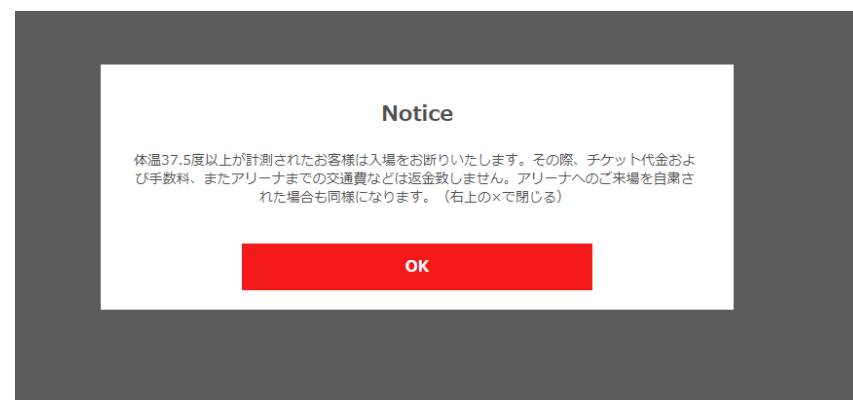 Notice
体温37.5度以上が計測されたお客様は入場をお断りいたします。その際、チケット代金およ
び手数料、またアリーナまでの交通費などは返金致しません。アリーナへのご来場を自粛さ
れた場合も同様になります。（右上の×で閉じる）
OK